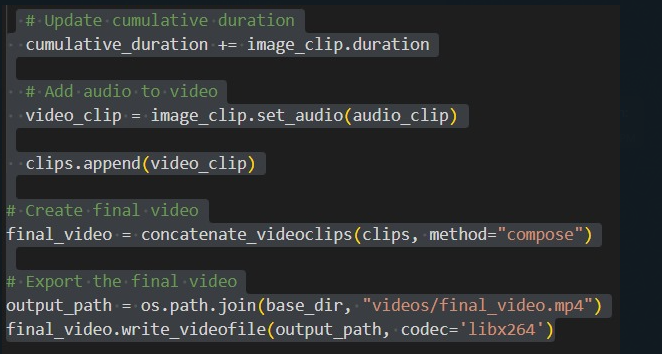 # Update cumulative duration
cumulative_duration += image_clip.duration
# Add audio to video
video_clip = image_clip.set_audio(audio_clip)
clips.append(video_clip)
# Create final video
final_video = concatenate_videoclips(clips, method="compose")
# Export the final video
output_path = os.path.join(base_dir, "videos/final_video.mp4")
final_video.write_videofile(output_path, codec='libx264')